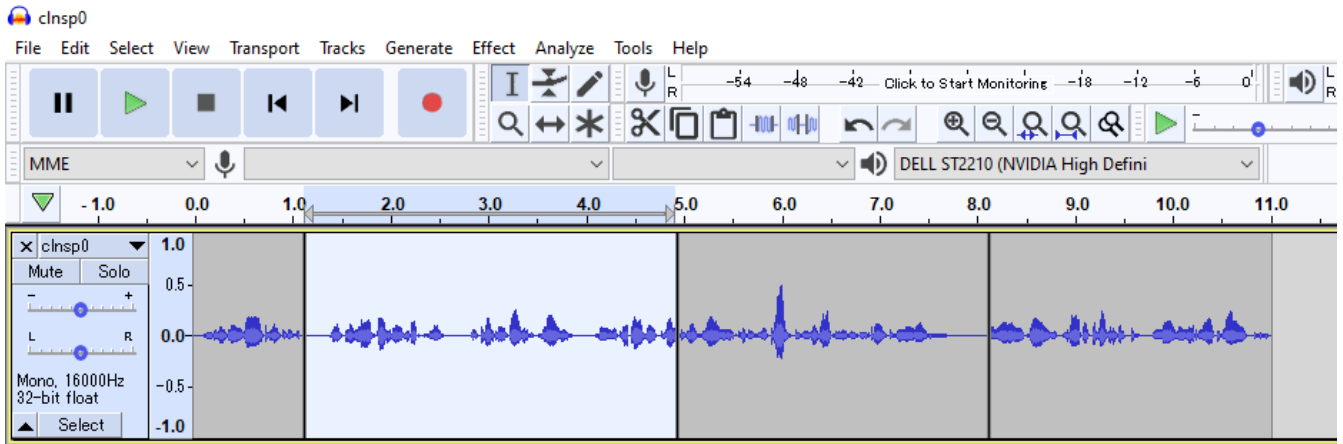 cInsp0
File Edit Select View Transport Tracks Generate Effect Analyze Tools Help
L R -54 -48 -42 Click to Start Monitoring -18 -12 -6 0 L R
MME DELL ST2210 (NVIDIA High Defini
-1.0 0.0 1.0 2.0 3.0 4.0 5.0 6.0 7.0 8.0 9.0 10.0 11.0
× cInsp0 1.0
Mute Solo 0.5
- +
L R 0.0
Mono, 16000Hz -0.5
32-bit float
Select -1.0